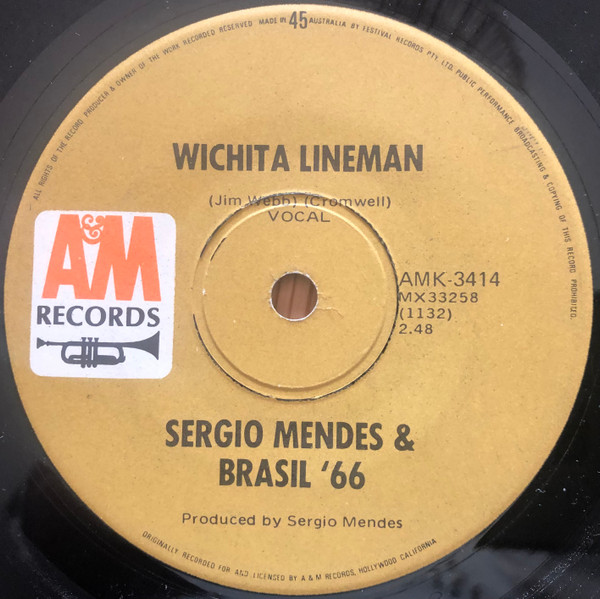 ALL RIGHTS OF THE RECORD PRODUCER & OWNER OF THE WORK RECORDED RESERVED MADE IN 45 AUSTRALIA BY FESTIVAL RECORDS PTY. LTD. PUBLIC PERFORMANCE BROADCASTING & COPYING OF THIS RECORD PROHIBITED.
WICHITA LINEMAN
(Jim Webb) (Cromwell)
VOCAL
A&M
RECORDS
AMK-3414
MX33258
(1132)
2.48
SERGIO MENDES &
BRASIL '66
Produced by Sergio Mendes
ORIGINALLY RECORDED FOR AND LICENSED BY A & M RECORDS, HOLLYWOOD CALIFORNIA